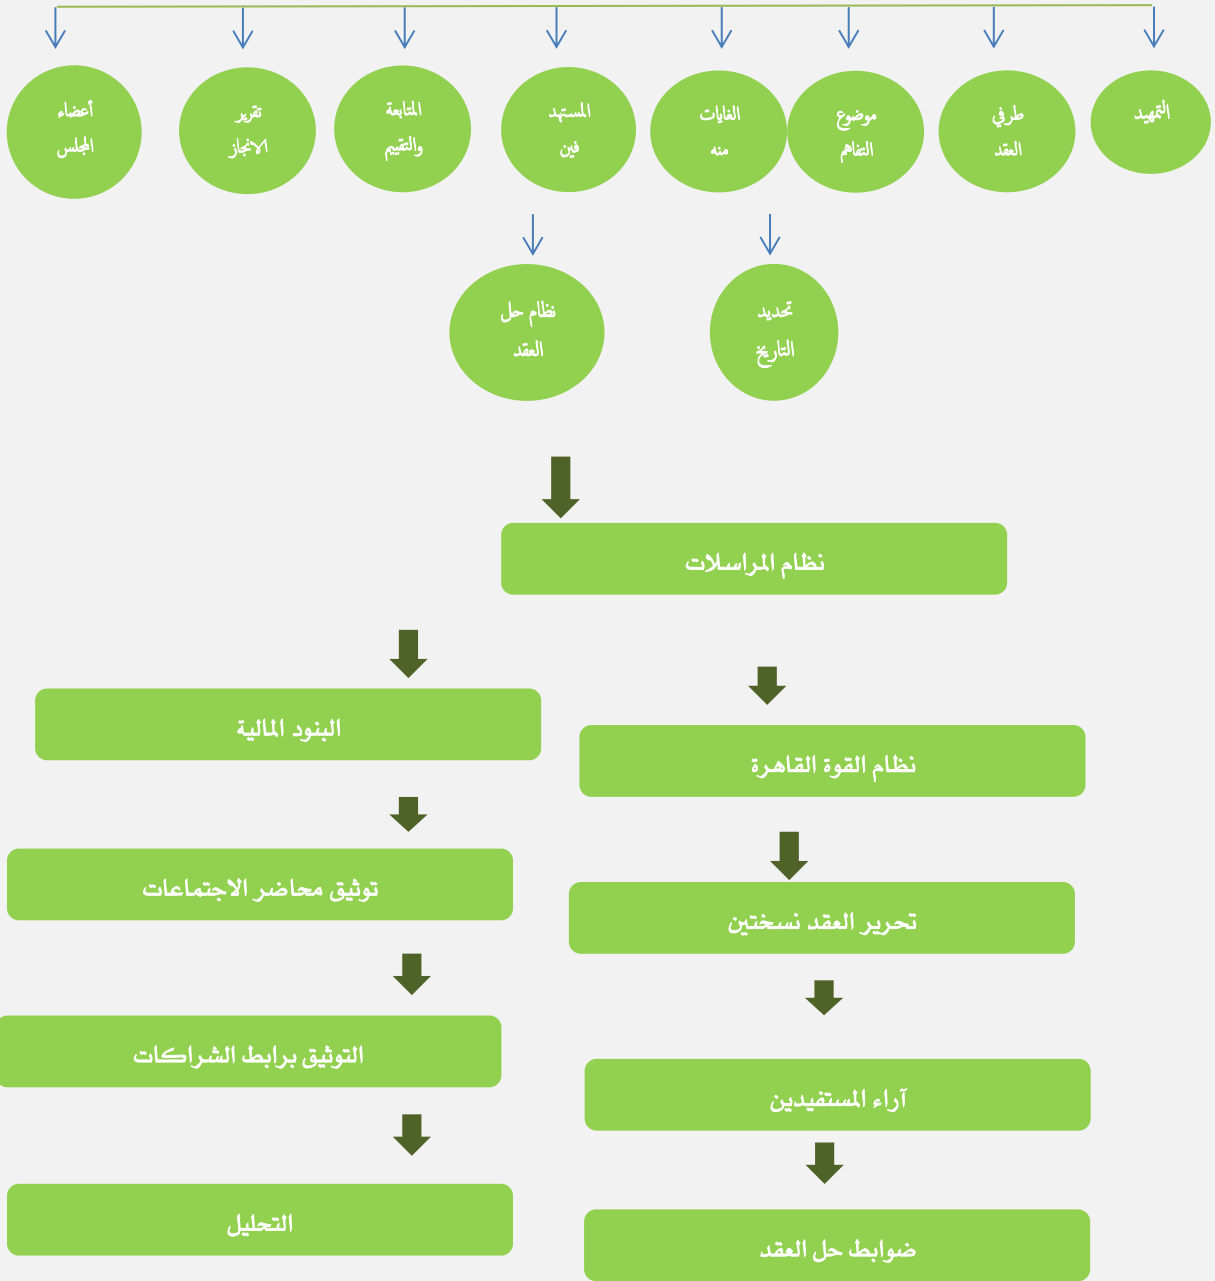 التمهيد
طرفي
العقد
موضوع
التفاهم
الغايات
منه
المستهد
فين
المتابعة
والتقييم
تقرير
الانجاز
أعضاء
المجلس
تحديد
التاريخ
نظام حل
العقد
نظام المراسلات
البنود المالية
نظام القوة القاهرة
توثيق محاضر الاجتماعات
تحرير العقد نسختين
التوثيق برابط الشراكات
آراء المستفيدين
التحليل
ضوابط حل العقد